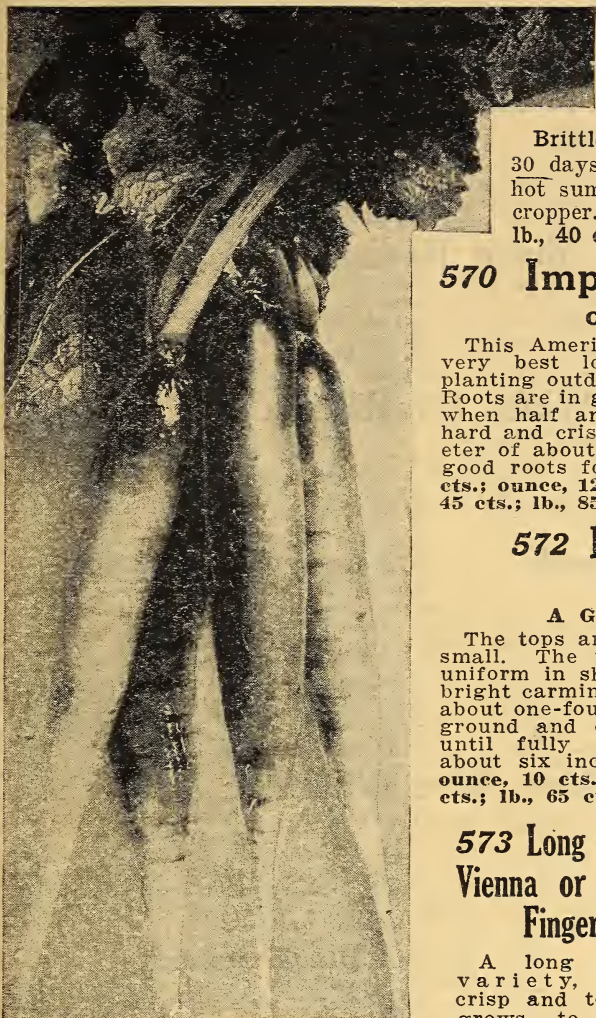 Brittl
30 days
hot sum
cropper.
lb., 40
570 Imp
This Ameri
very best lo
planting outd
Roots are in g
when half ar
hard and cris
eter of about
good roots fo
cts.; ounce, 12
45 cts.; lb., 85
572
A G
The tops ar
small. The
uniform in sh
bright carmin
about one-fou
ground and
until fully
about six inc
ounce, 10 cts.
cts.; lb., 65 c
573 Long
Vienna or
Finger
A long
variety,
crisp and t
grows to